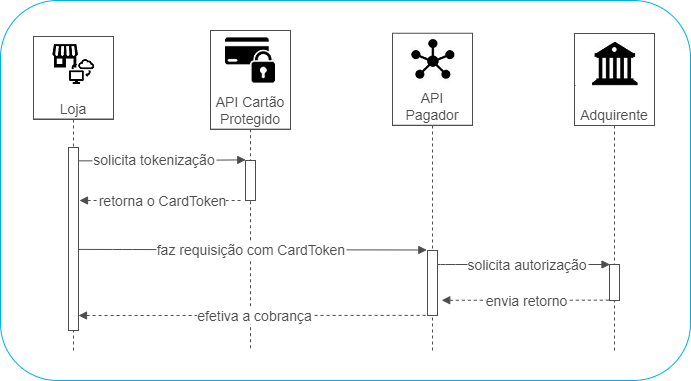 Loja
API Cartão
Protegido
API
Pagador
Adquirente
solicita tokenização
retorna o CardToken
faz requisição com CardToken
solicita autorização
envia retorno
efetiva a cobrança